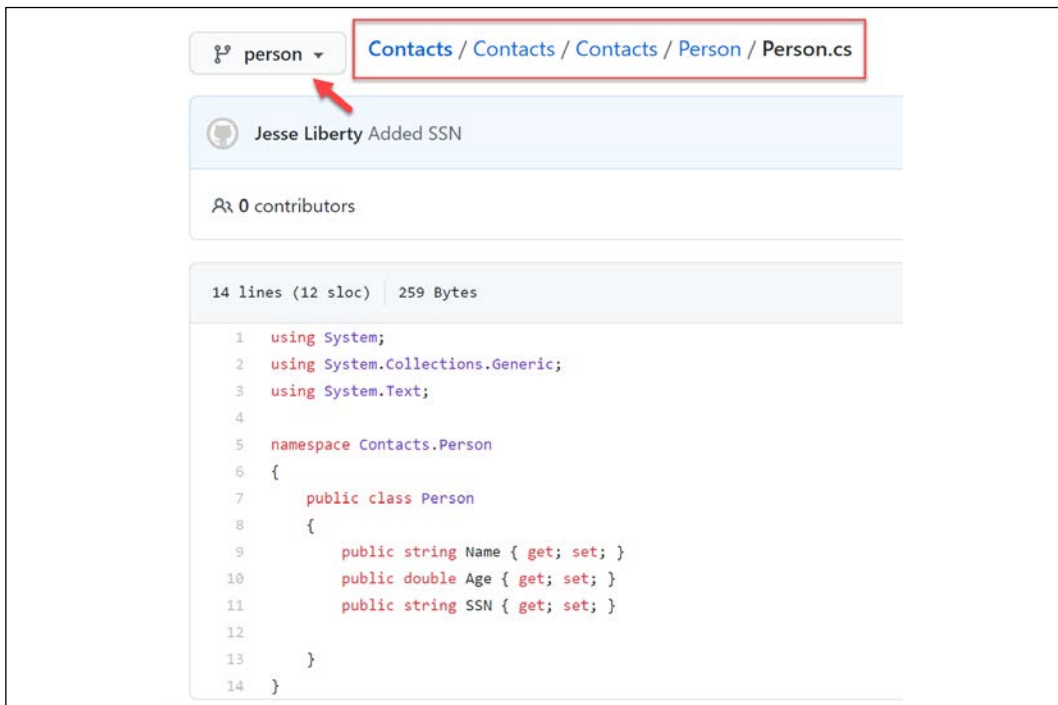 person
Contacts / Contacts / Contacts / Person / Person.cs
Jesse Liberty Added SSN
0 contributors
14 lines (12 sloc) 259 Bytes
1 using System;
2 using System.Collections.Generic;
3 using System.Text;
4
5 namespace Contacts.Person
6 {
7 public class Person
8 {
9 public string Name { get; set; }
10 public double Age { get; set; }
11 public string SSN { get; set; }
12
13 }
14 }